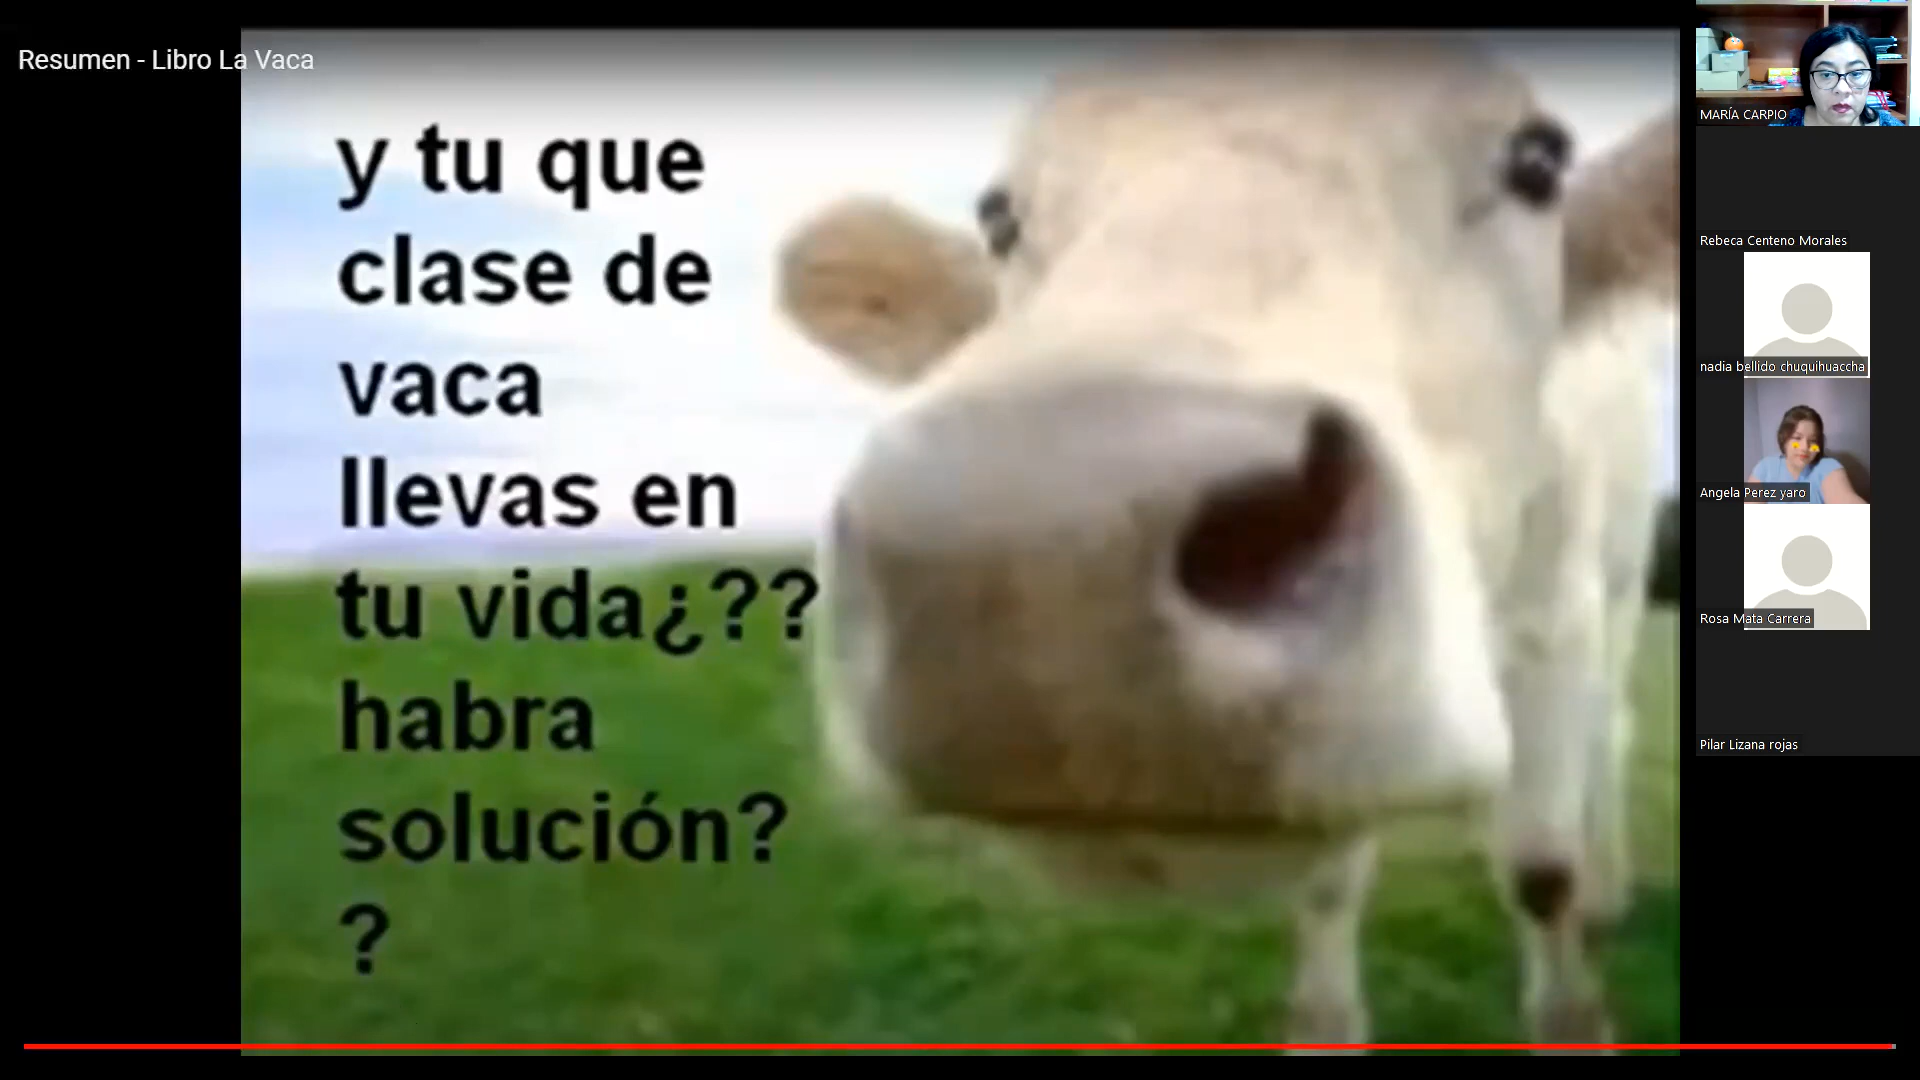 Resumen - Libro La Vaca
y tu que
clase de
vaca
llevas en
tu vida¿??
habra
solución?
?
MARÍA CARPIO
Rebeca Centeno Morales
nadia bellido chuquihuaccha
Angela Perez yaro
Rosa Mata Carrera
Pilar Lizana rojas